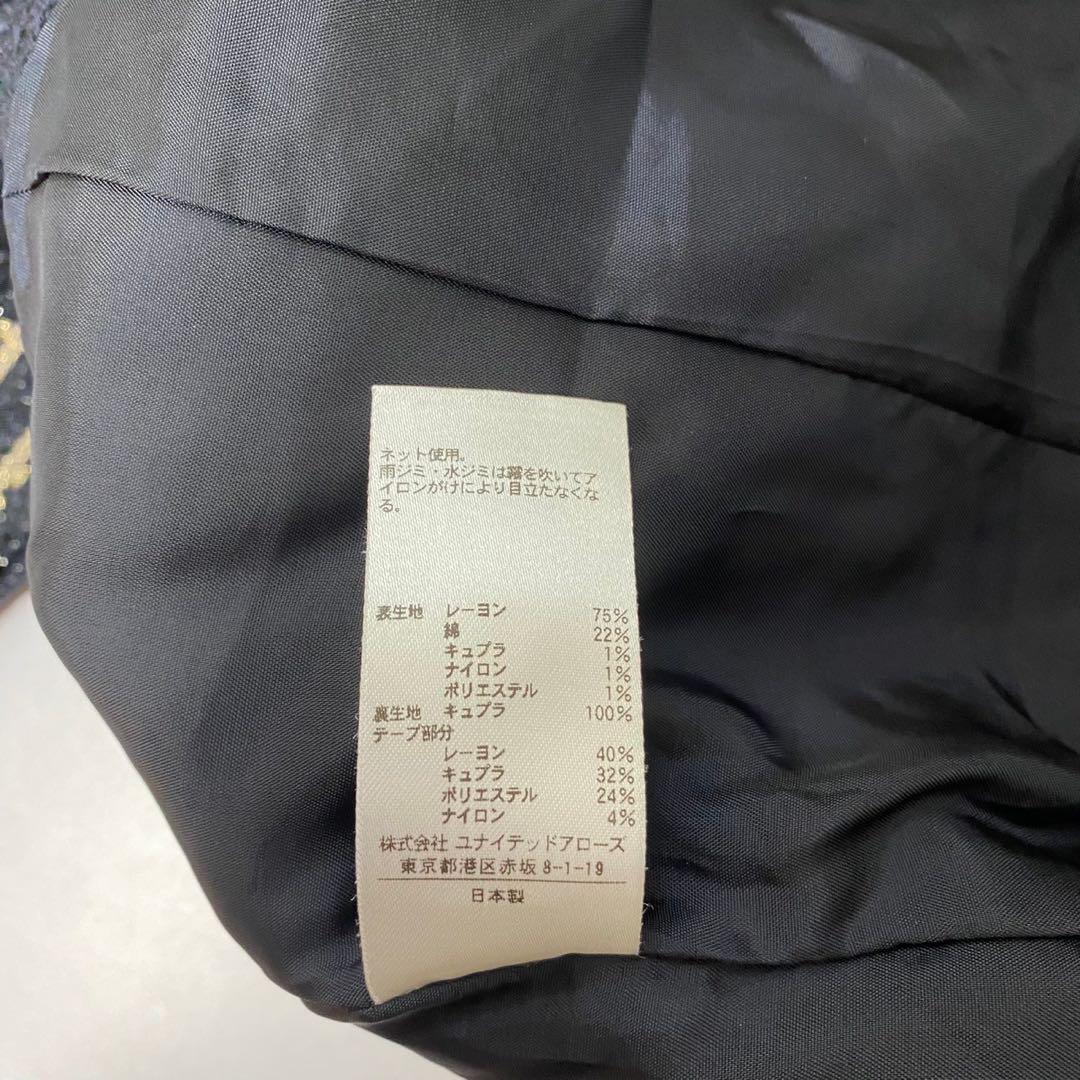 ネット使用。
雨ジミ・水ジミは霧を吹いてア
イロンがけにより目立たなくな
る。
表生地 レーヨン 75%
綿 22%
キュプラ 1%
ナイロン 1%
ポリエステル 1%
裏生地 キュプラ 100%
テープ部分
レーヨン 40%
キュプラ 32%
ポリエステル 24%
ナイロン 4%
株式会社 ユナイテッドアローズ
東京都港区赤坂 8-1-19
日本製